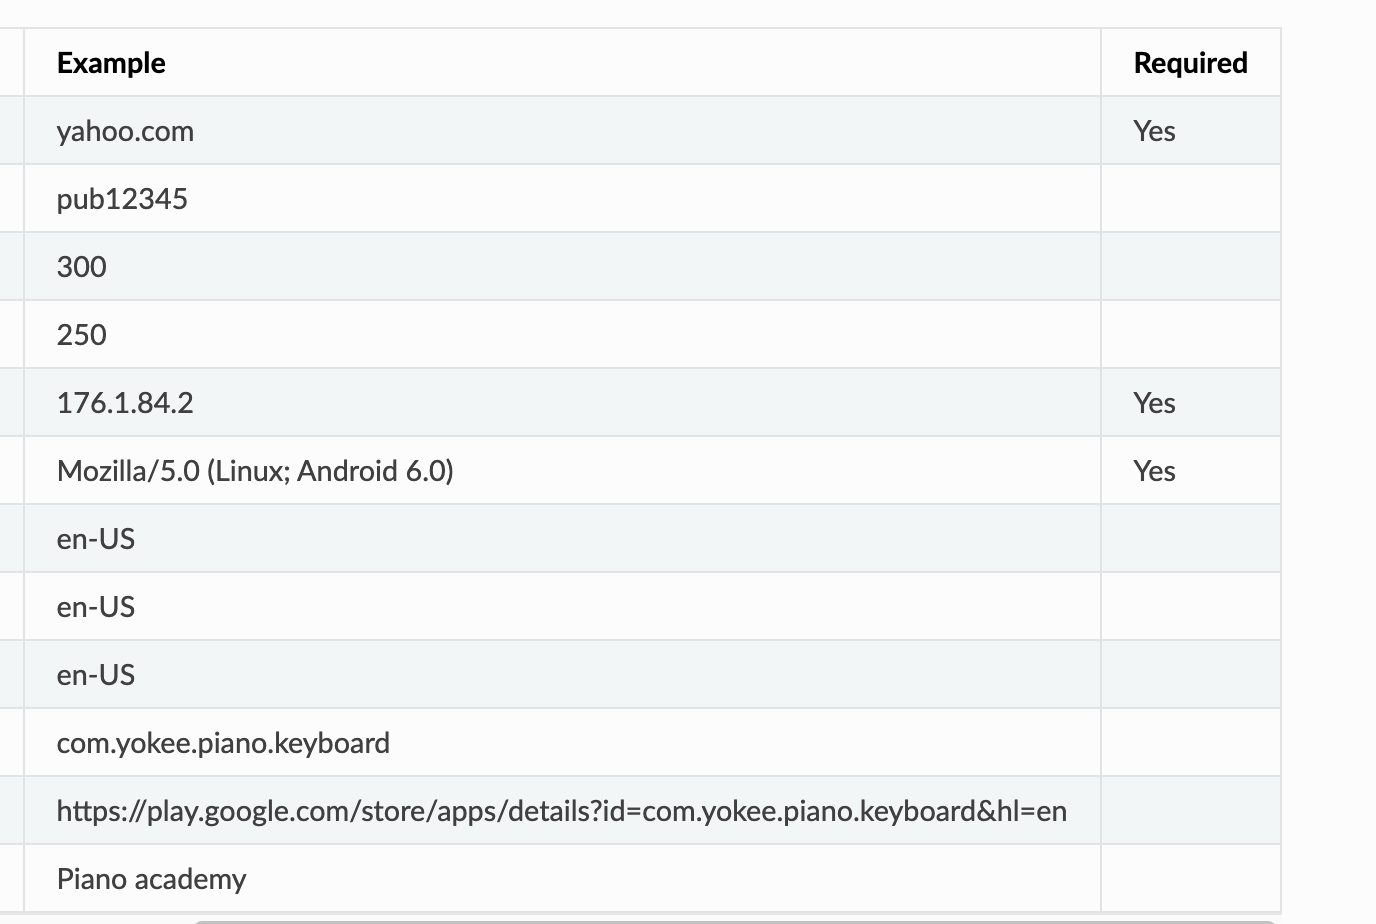 Example Required
yahoo.com Yes
pub12345
300
250
176.1.84.2 Yes
Mozilla/5.0 (Linux; Android 6.0) Yes
en-US
en-US
en-US
com.yokee.piano.keyboard
https://play.google.com/store/apps/details?id=com.yokee.piano.keyboard&hl=en
Piano academy